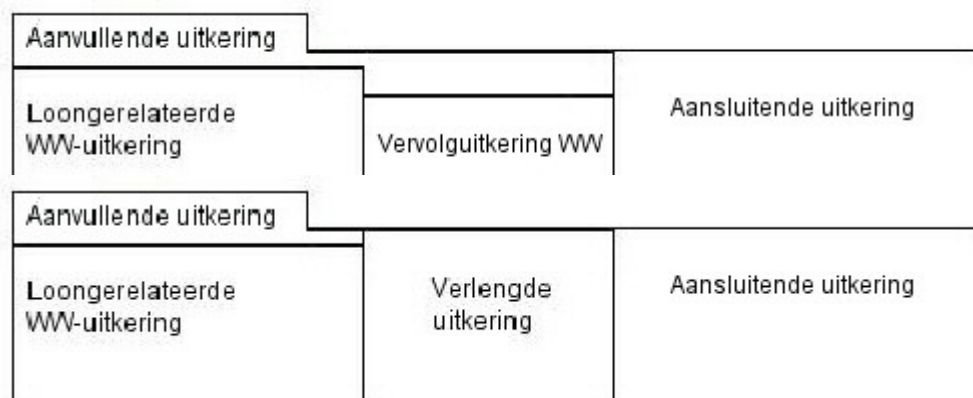 Aanvullende uitkering
Loongerelateerde
WW-uitkering
Vervolguitkering WW
Aansluitende uitkering
Aanvullende uitkering
Loongerelateerde
WW-uitkering
Verlengde
uitkering
Aansluitende uitkering